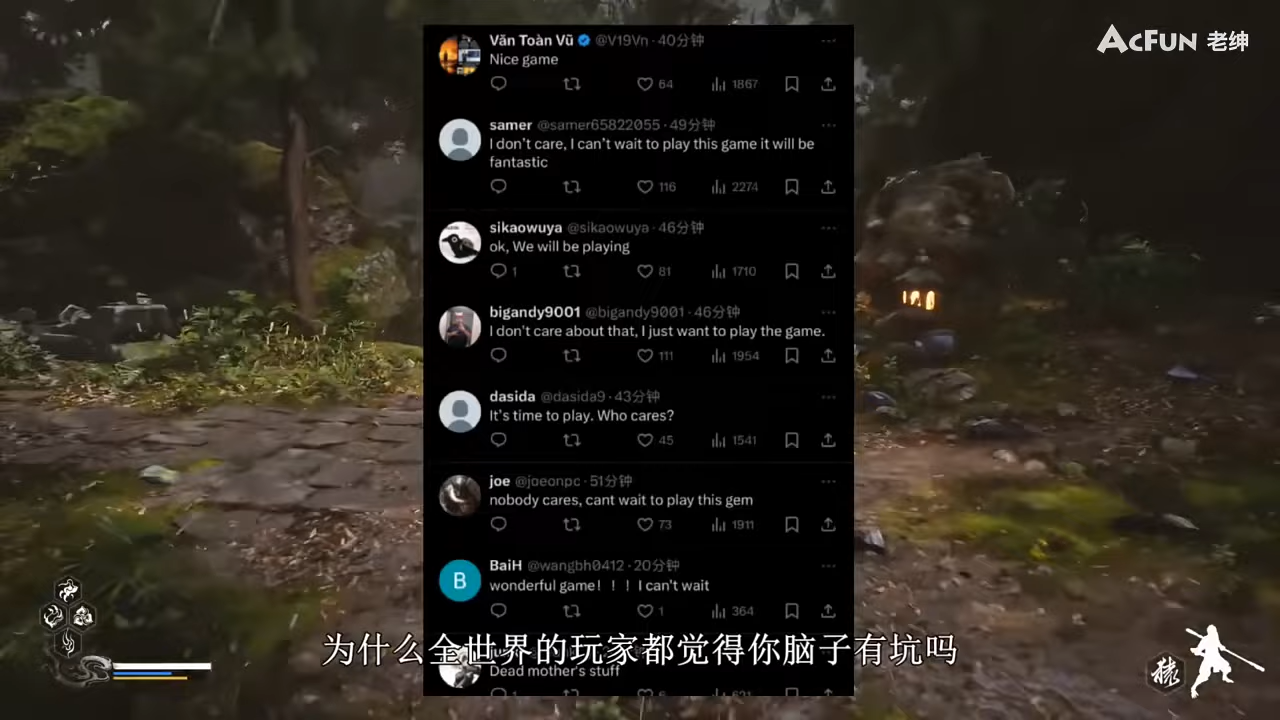 ACFUN 老绅
Văn Toàn Vũ @V19Vn · 40分钟
Nice game
64 1867
samer @samer65822055 · 49分钟
I don't care, I can't wait to play this game it will be
fantastic
116 2274
sikaowuya @sikaowuya · 46分钟
ok, We will be playing
1 81 1710
bigandy9001 @bigandy9001 · 46分钟
I don't care about that, I just want to play the game.
111 1954
dasida @dasida9 · 43分钟
It's time to play. Who cares?
45 1541
joe @joeonpc · 51分钟
nobody cares, cant wait to play this gem
73 1911
B
BaiH @wangbh0412 · 20分钟
wonderful game！！！I can't wait
1 364
为什么全世界的玩家都觉得你脑子有坑吗
Dead mother's stuff
1 6 621